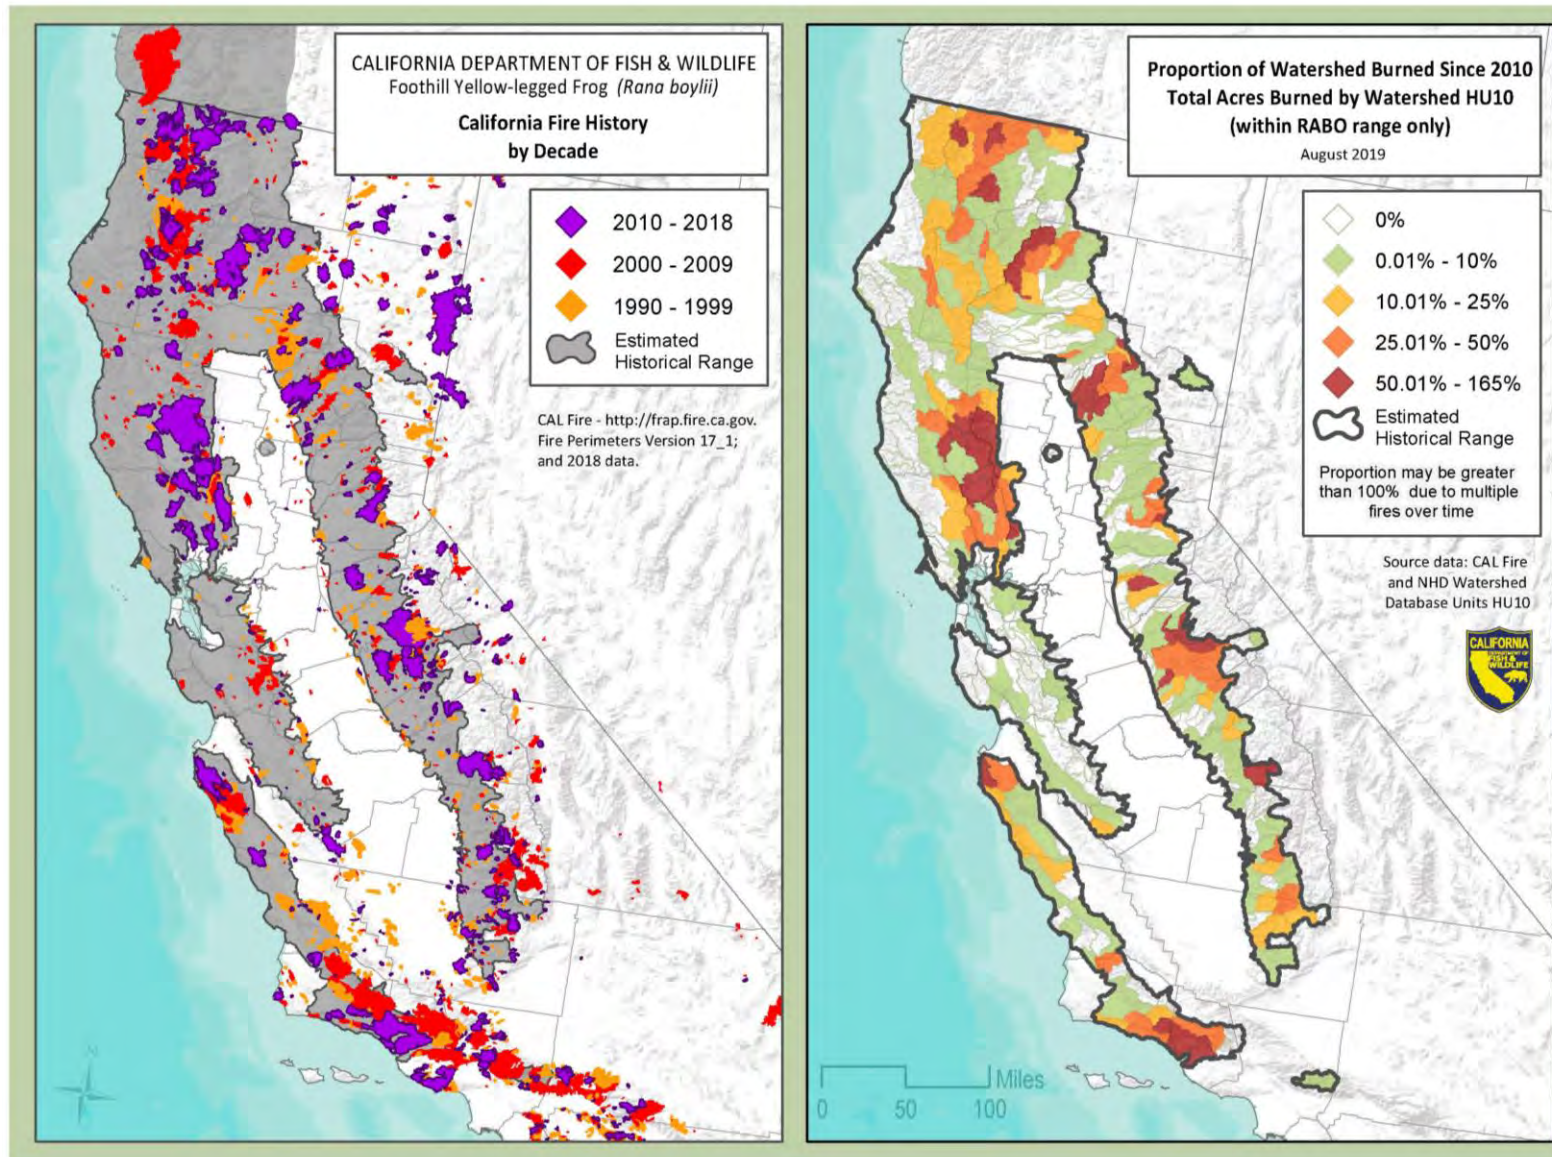 CALIFORNIA DEPARTMENT OF FISH & WILDLIFE
Foothill Yellow-legged Frog (Rana boylii)
California Fire History
by Decade
2010 - 2018
2000 - 2009
1990 - 1999
Estimated
Historical Range
CAL Fire - http://frap.fire.ca.gov.
Fire Perimeters Version 17_1;
and 2018 data.
Proportion of Watershed Burned Since 2010
Total Acres Burned by Watershed HU10
(within RABO range only)
August 2019
0%
0.01% - 10%
10.01% - 25%
25.01% - 50%
50.01% - 165%
Estimated
Historical Range
Proportion may be greater
than 100% due to multiple
fires over time
Source data: CAL Fire
and NHD Watershed
Database Units HU10
CALIFORNIA
DEPARTMENT OF
FISH &
WILDLIFE
Miles
0 50 100